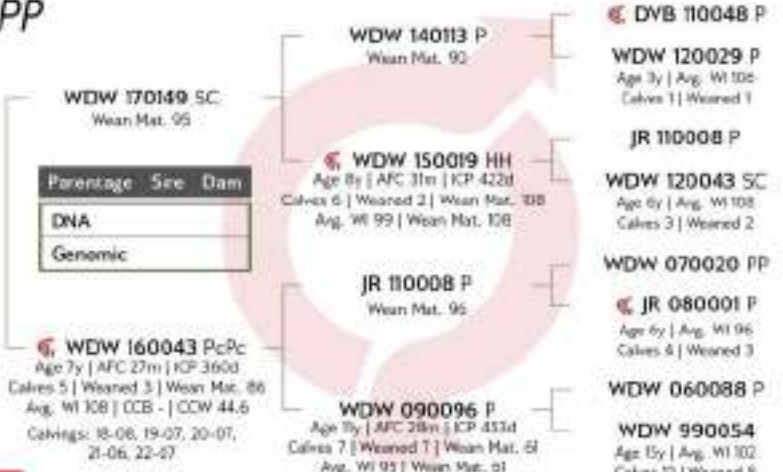 PP
WDW 170149 SC
Wean Mat. 95
Parentage Sire Dam
DNA
Genomic
WDW 160043 PcPc
Age 7y | AFC 27m | ICP 360d
Calves 5 | Weaned 3 | Wean Mat. 86
Avg. WI 108 | CCB - | CCW 44.6
Calvings: 18-08, 19-07, 20-07,
21-06, 22-07
WDW 140113 P
Wean Mat. 90
WDW 150019 HH
Age 8y | AFC 31m | ICP 422d
Calves 6 | Weaned 2 | Wean Mat. 108
Avg. WI 99 | Wean Mat. 108
JR 110008 P
Wean Mat. 96
WDW 090096 P
Age 11y | AFC 28m | ICP 453d
Calves 7 | Weaned 7 | Wean Mat. 61
Avg. WI 95 | Wean Mat. 61
DVB 110048 P
WDW 120029 P
Age 3y | Avg. WI 106
Calves 1 | Weaned 1
JR 110008 P
WDW 120043 SC
Age 6y | Avg. WI 108
Calves 3 | Weaned 2
WDW 070020 PP
JR 080001 P
Age 6y | Avg. WI 96
Calves 4 | Weaned 3
WDW 060088 P
WDW 990054
Age 15y | Avg. WI 102